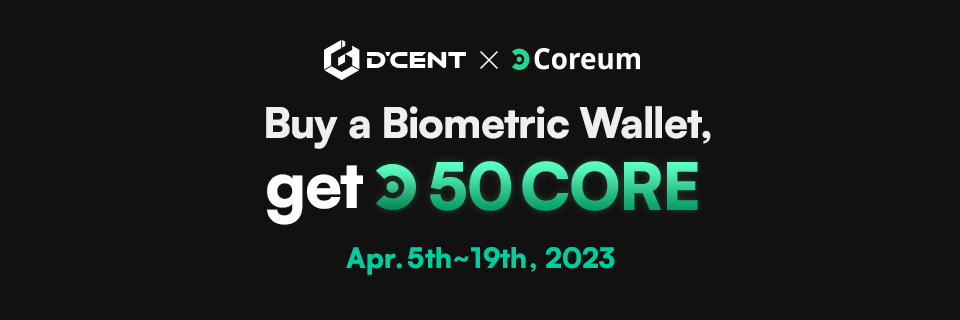 D'CENT × Coreum
Buy a Biometric Wallet,
get 50 CORE
Apr. 5th~19th, 2023